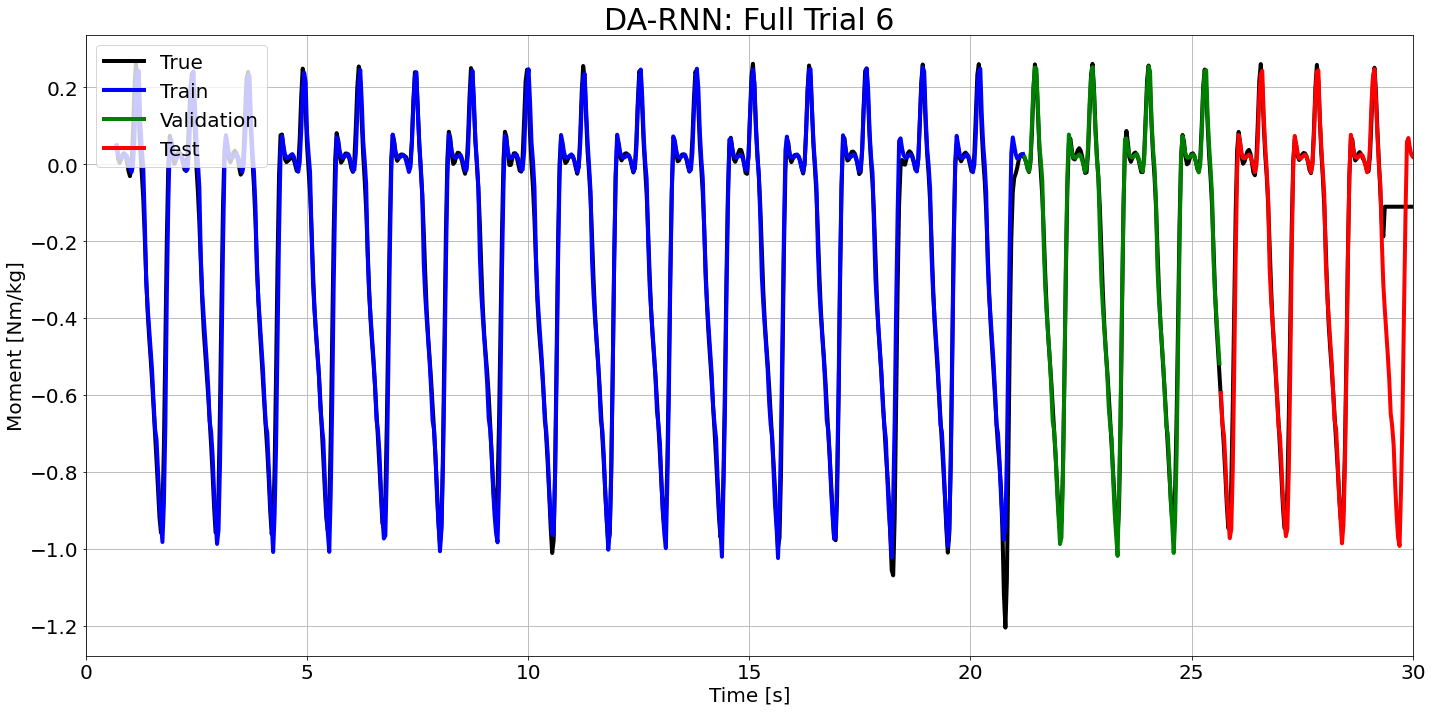 DA-RNN: Full Trial 6
True
Train
Validation
Test
0.2
0.0
−0.2
−0.4
−0.6
−0.8
−1.0
−1.2
Moment [Nm/kg]
0 5 10 15 20 25 30
Time [s]